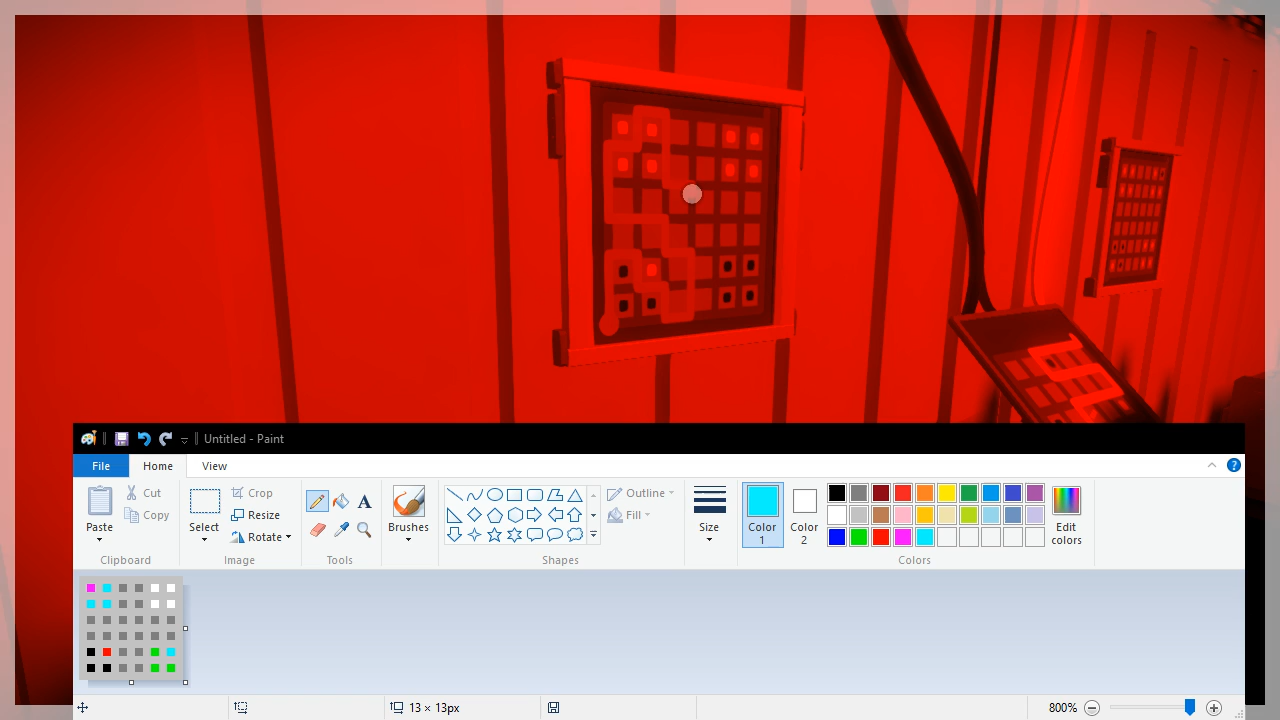 Untitled - Paint
File Home View
Paste
Cut
Copy
Clipboard
Select
Crop
Resize
Rotate
Image
A
Tools
Brushes
Outline
Fill
Shapes
Size
Color 1
Color 2
Edit colors
Colors
13 × 13px
800%